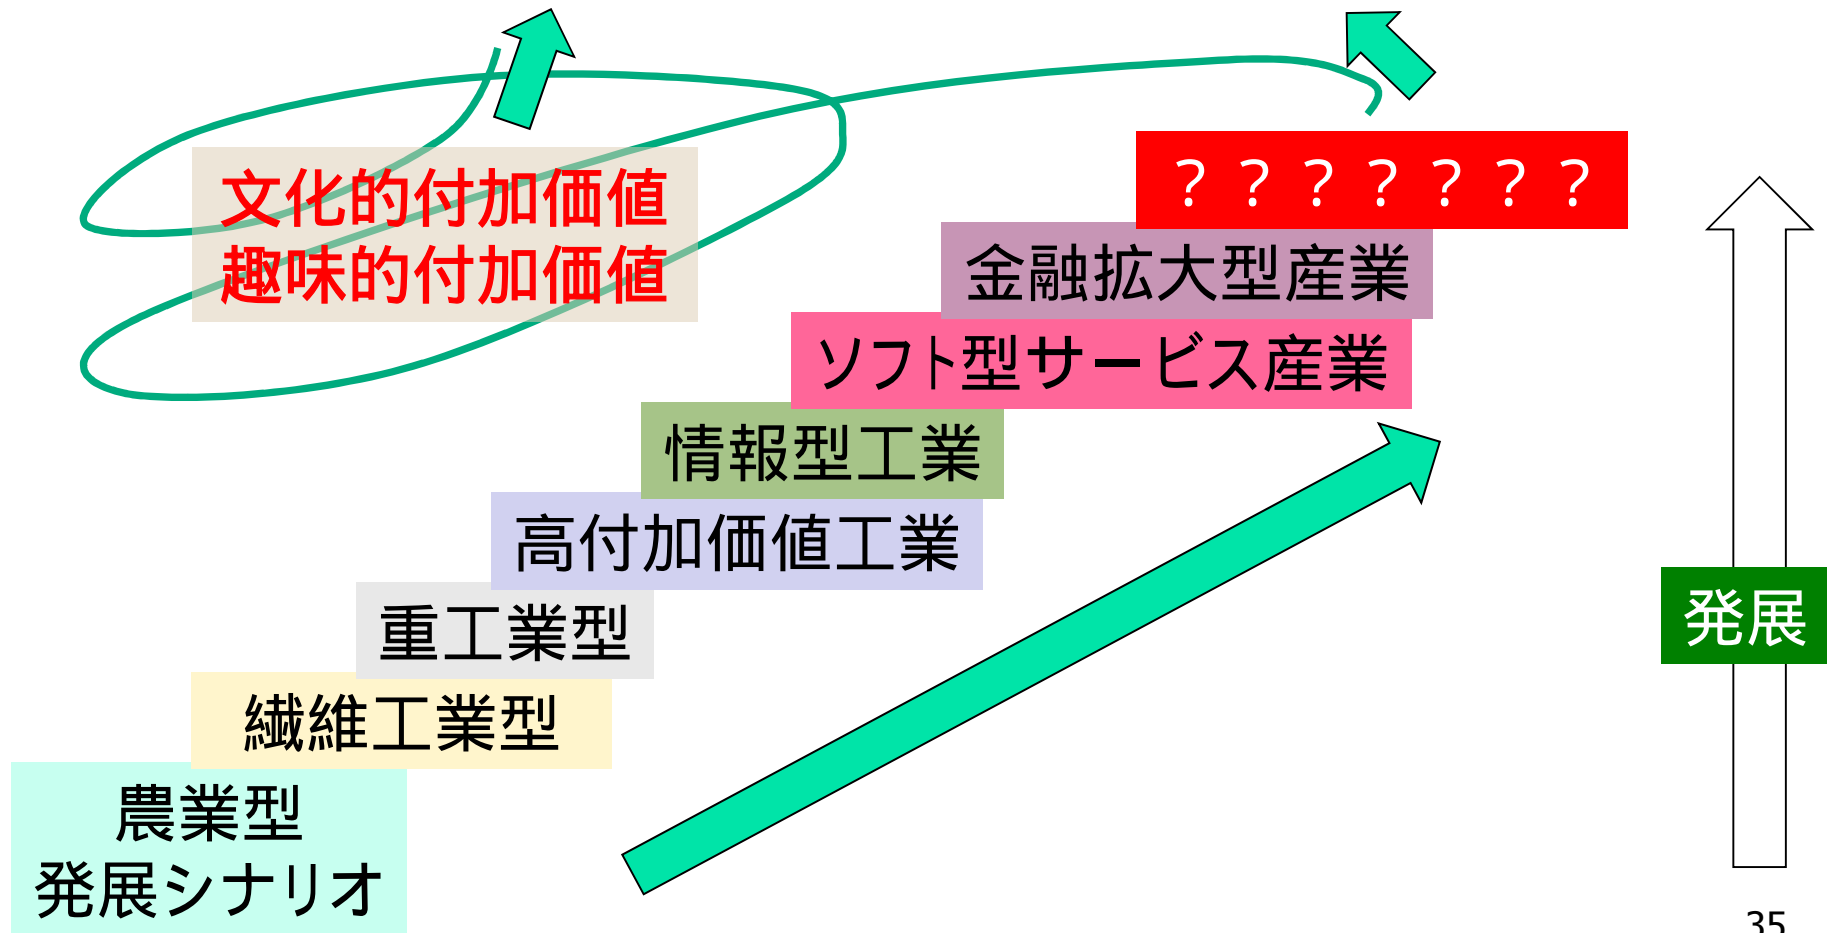 文化的付加価値
趣味的付加価値
？？？？？？？
金融拡大型産業
ソフト型サービス産業
情報型工業
高付加価値工業
重工業型
繊維工業型
農業型
発展シナリオ
発展
35